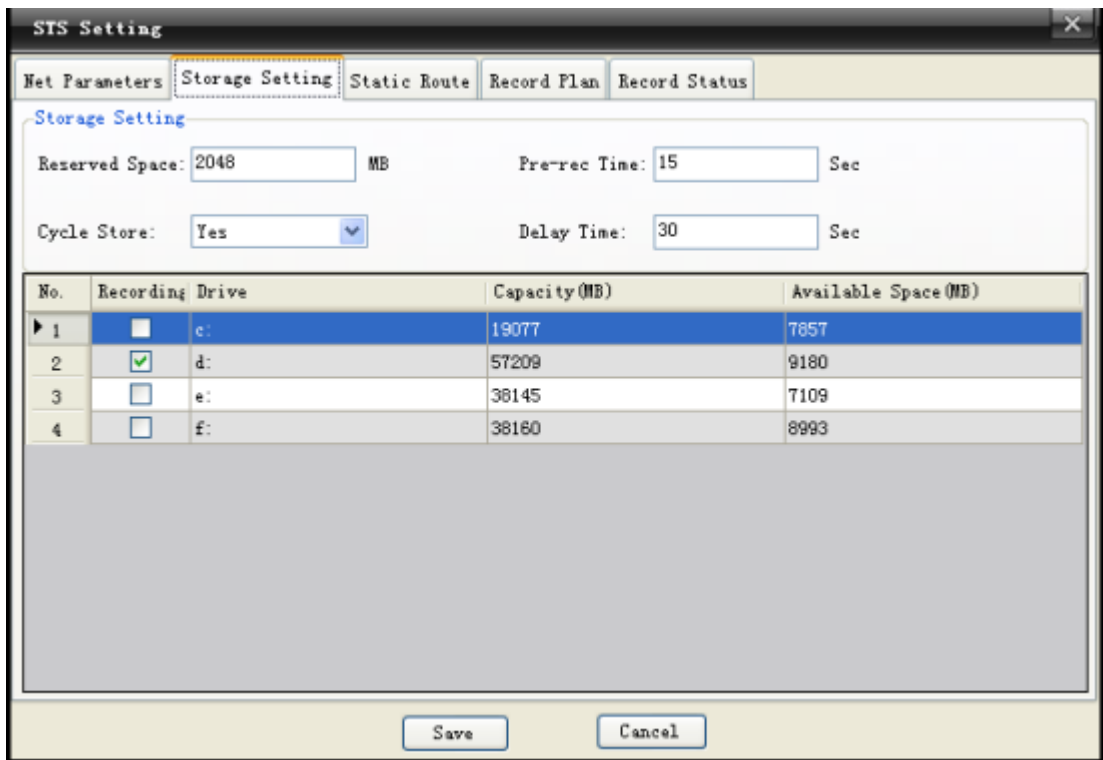 STS Setting
Net Parameters Storage Setting Static Route Record Plan Record Status
Storage Setting
Reserved Space: 2048 MB Pre-rec Time: 15 Sec
Cycle Store: Yes Delay Time: 30 Sec
No. Recording Drive Capacity(MB) Available Space(MB)
1 c: 19077 7857
2 d: 57209 9180
3 e: 38145 7109
4 f: 38160 8993
Save Cancel